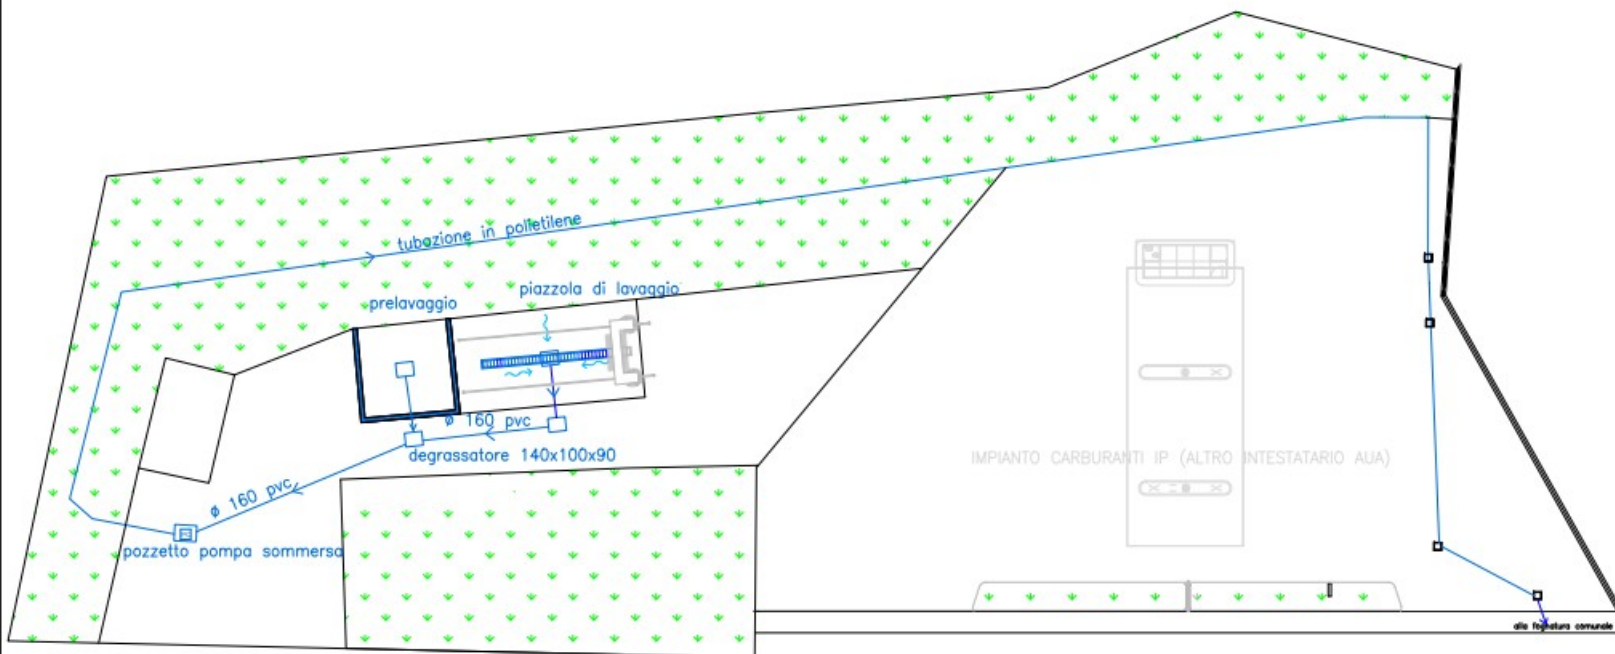 tubazione in polietilene
piazzola di lavaggio
prelavaggio
ø 160 pvc
degrassatore 140x100x90
IMPIANTO CARBURANTI IP (ALTRO INTESTATARIO AUA)
ø 160 pvc
pozzetto pompa sommersa
alla fognatura comunale